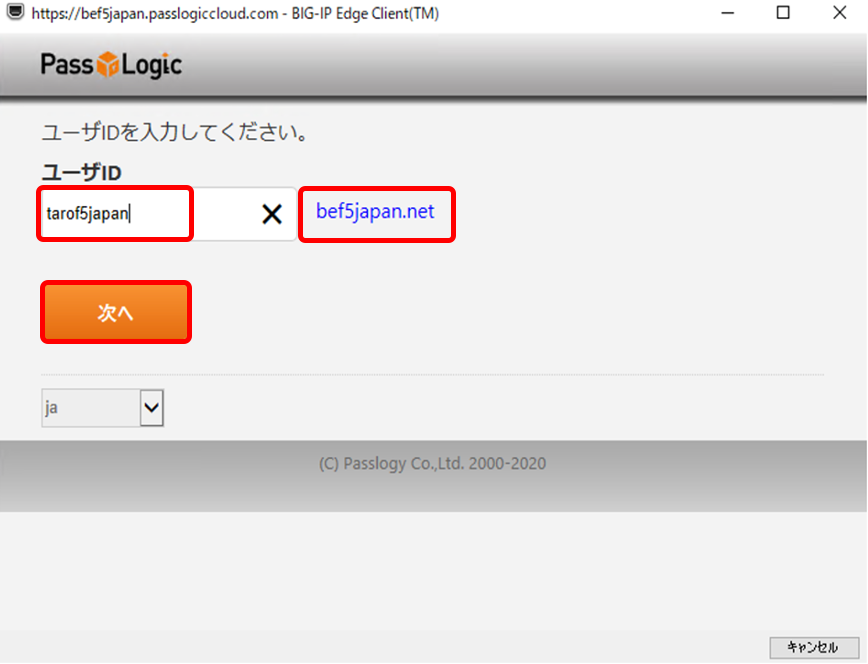 https://bef5japan.passlogiccloud.com - BIG-IP Edge Client(TM)
PassLogic
ユーザIDを入力してください。
ユーザID
tarof5japan bef5japan.net
次へ
ja
(C) Passlogy Co.,Ltd. 2000-2020
キャンセル